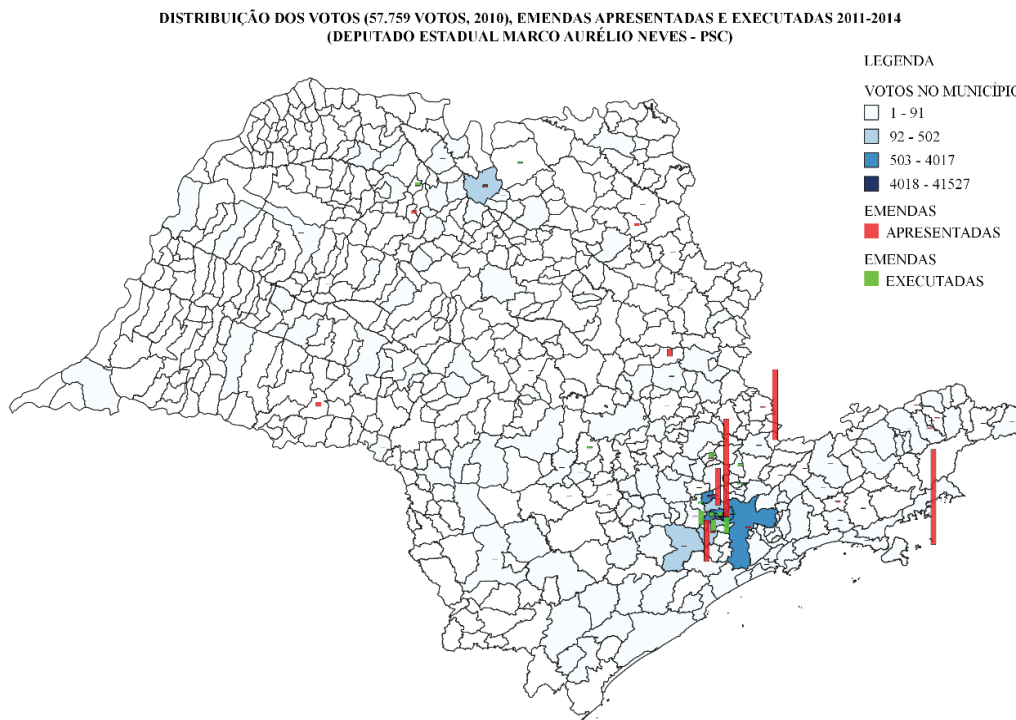 DISTRIBUIÇÃO DOS VOTOS (57.759 VOTOS, 2010), EMENDAS APRESENTADAS E EXECUTADAS 2011-2014
(DEPUTADO ESTADUAL MARCO AURÉLIO NEVES - PSC)
LEGENDA
VOTOS NO MUNICÍPIO
1 - 91
92 - 502
503 - 4017
4018 - 41527
EMENDAS
APRESENTADAS
EMENDAS
EXECUTADAS